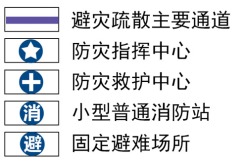 避灾疏散主要通道
防灾指挥中心
防灾救护中心
消 小型普通消防站
避 固定避难场所